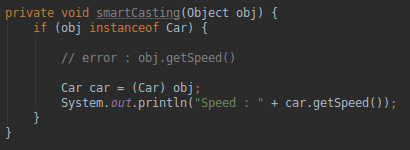 private void smartCasting(Object obj) {
    if (obj instanceof Car) {
        // error : obj.getSpeed()
        Car car = (Car) obj;
        System.out.println("Speed : " + car.getSpeed());
    }
}